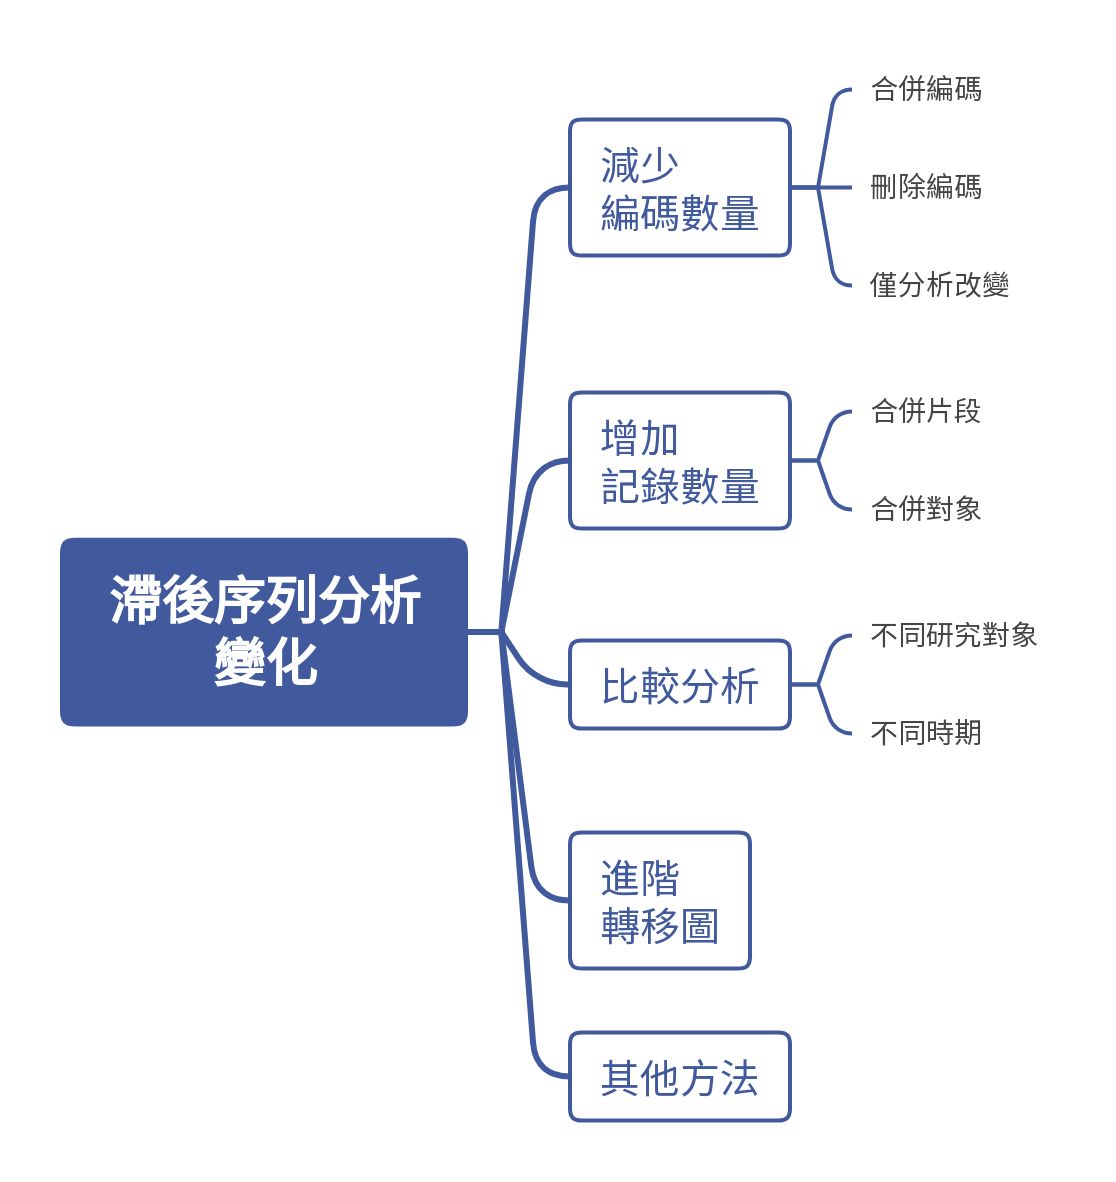 滯後序列分析
變化
減少
編碼數量
合併編碼
刪除編碼
僅分析改變
增加
記錄數量
合併片段
合併對象
比較分析
不同研究對象
不同時期
進階
轉移圖
其他方法